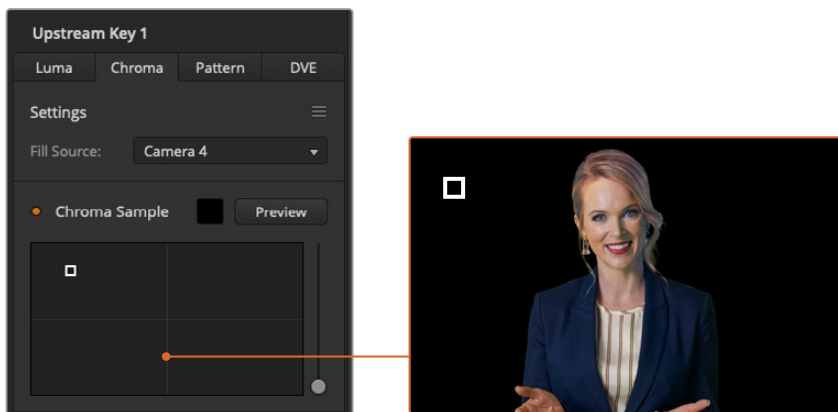 Upstream Key 1
Luma Chroma Pattern DVE
Settings
Fill Source: Camera 4
Chroma Sample Preview